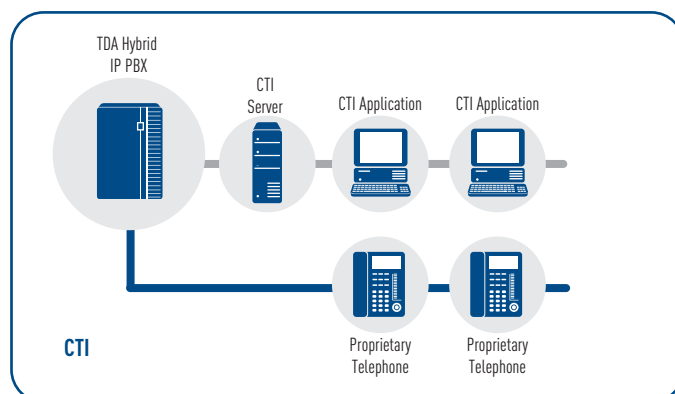 TDA Hybrid
IP PBX
CTI
Server
CTI Application
CTI Application
Proprietary
Telephone
Proprietary
Telephone
CTI